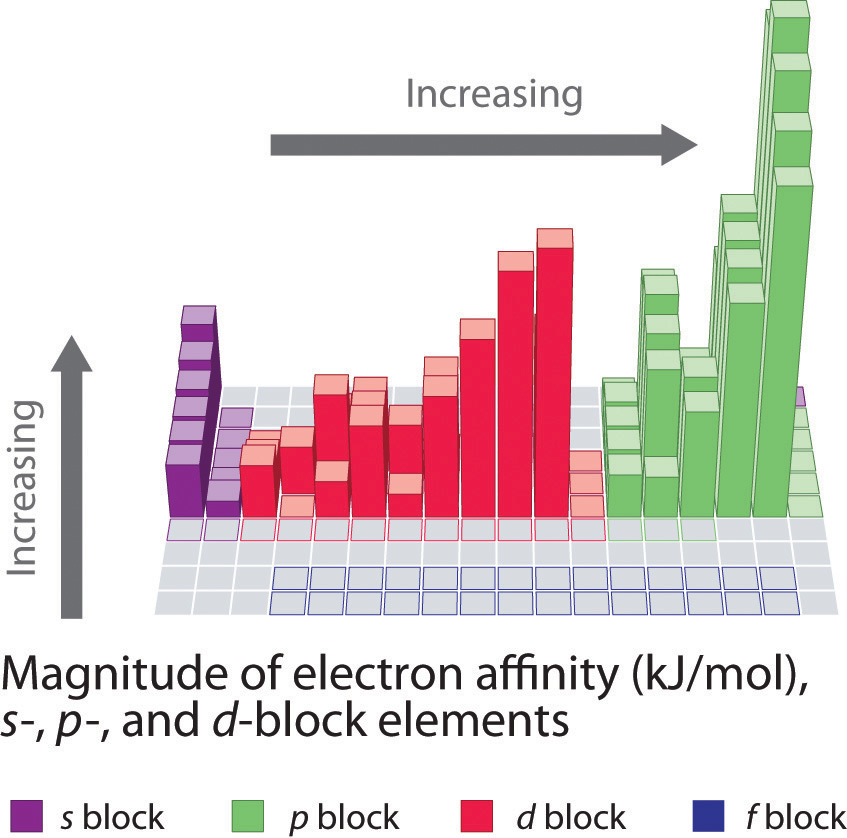 Increasing
Increasing
Magnitude of electron affinity (kJ/mol),
s-, p-, and d-block elements
s block
p block
d block
f block